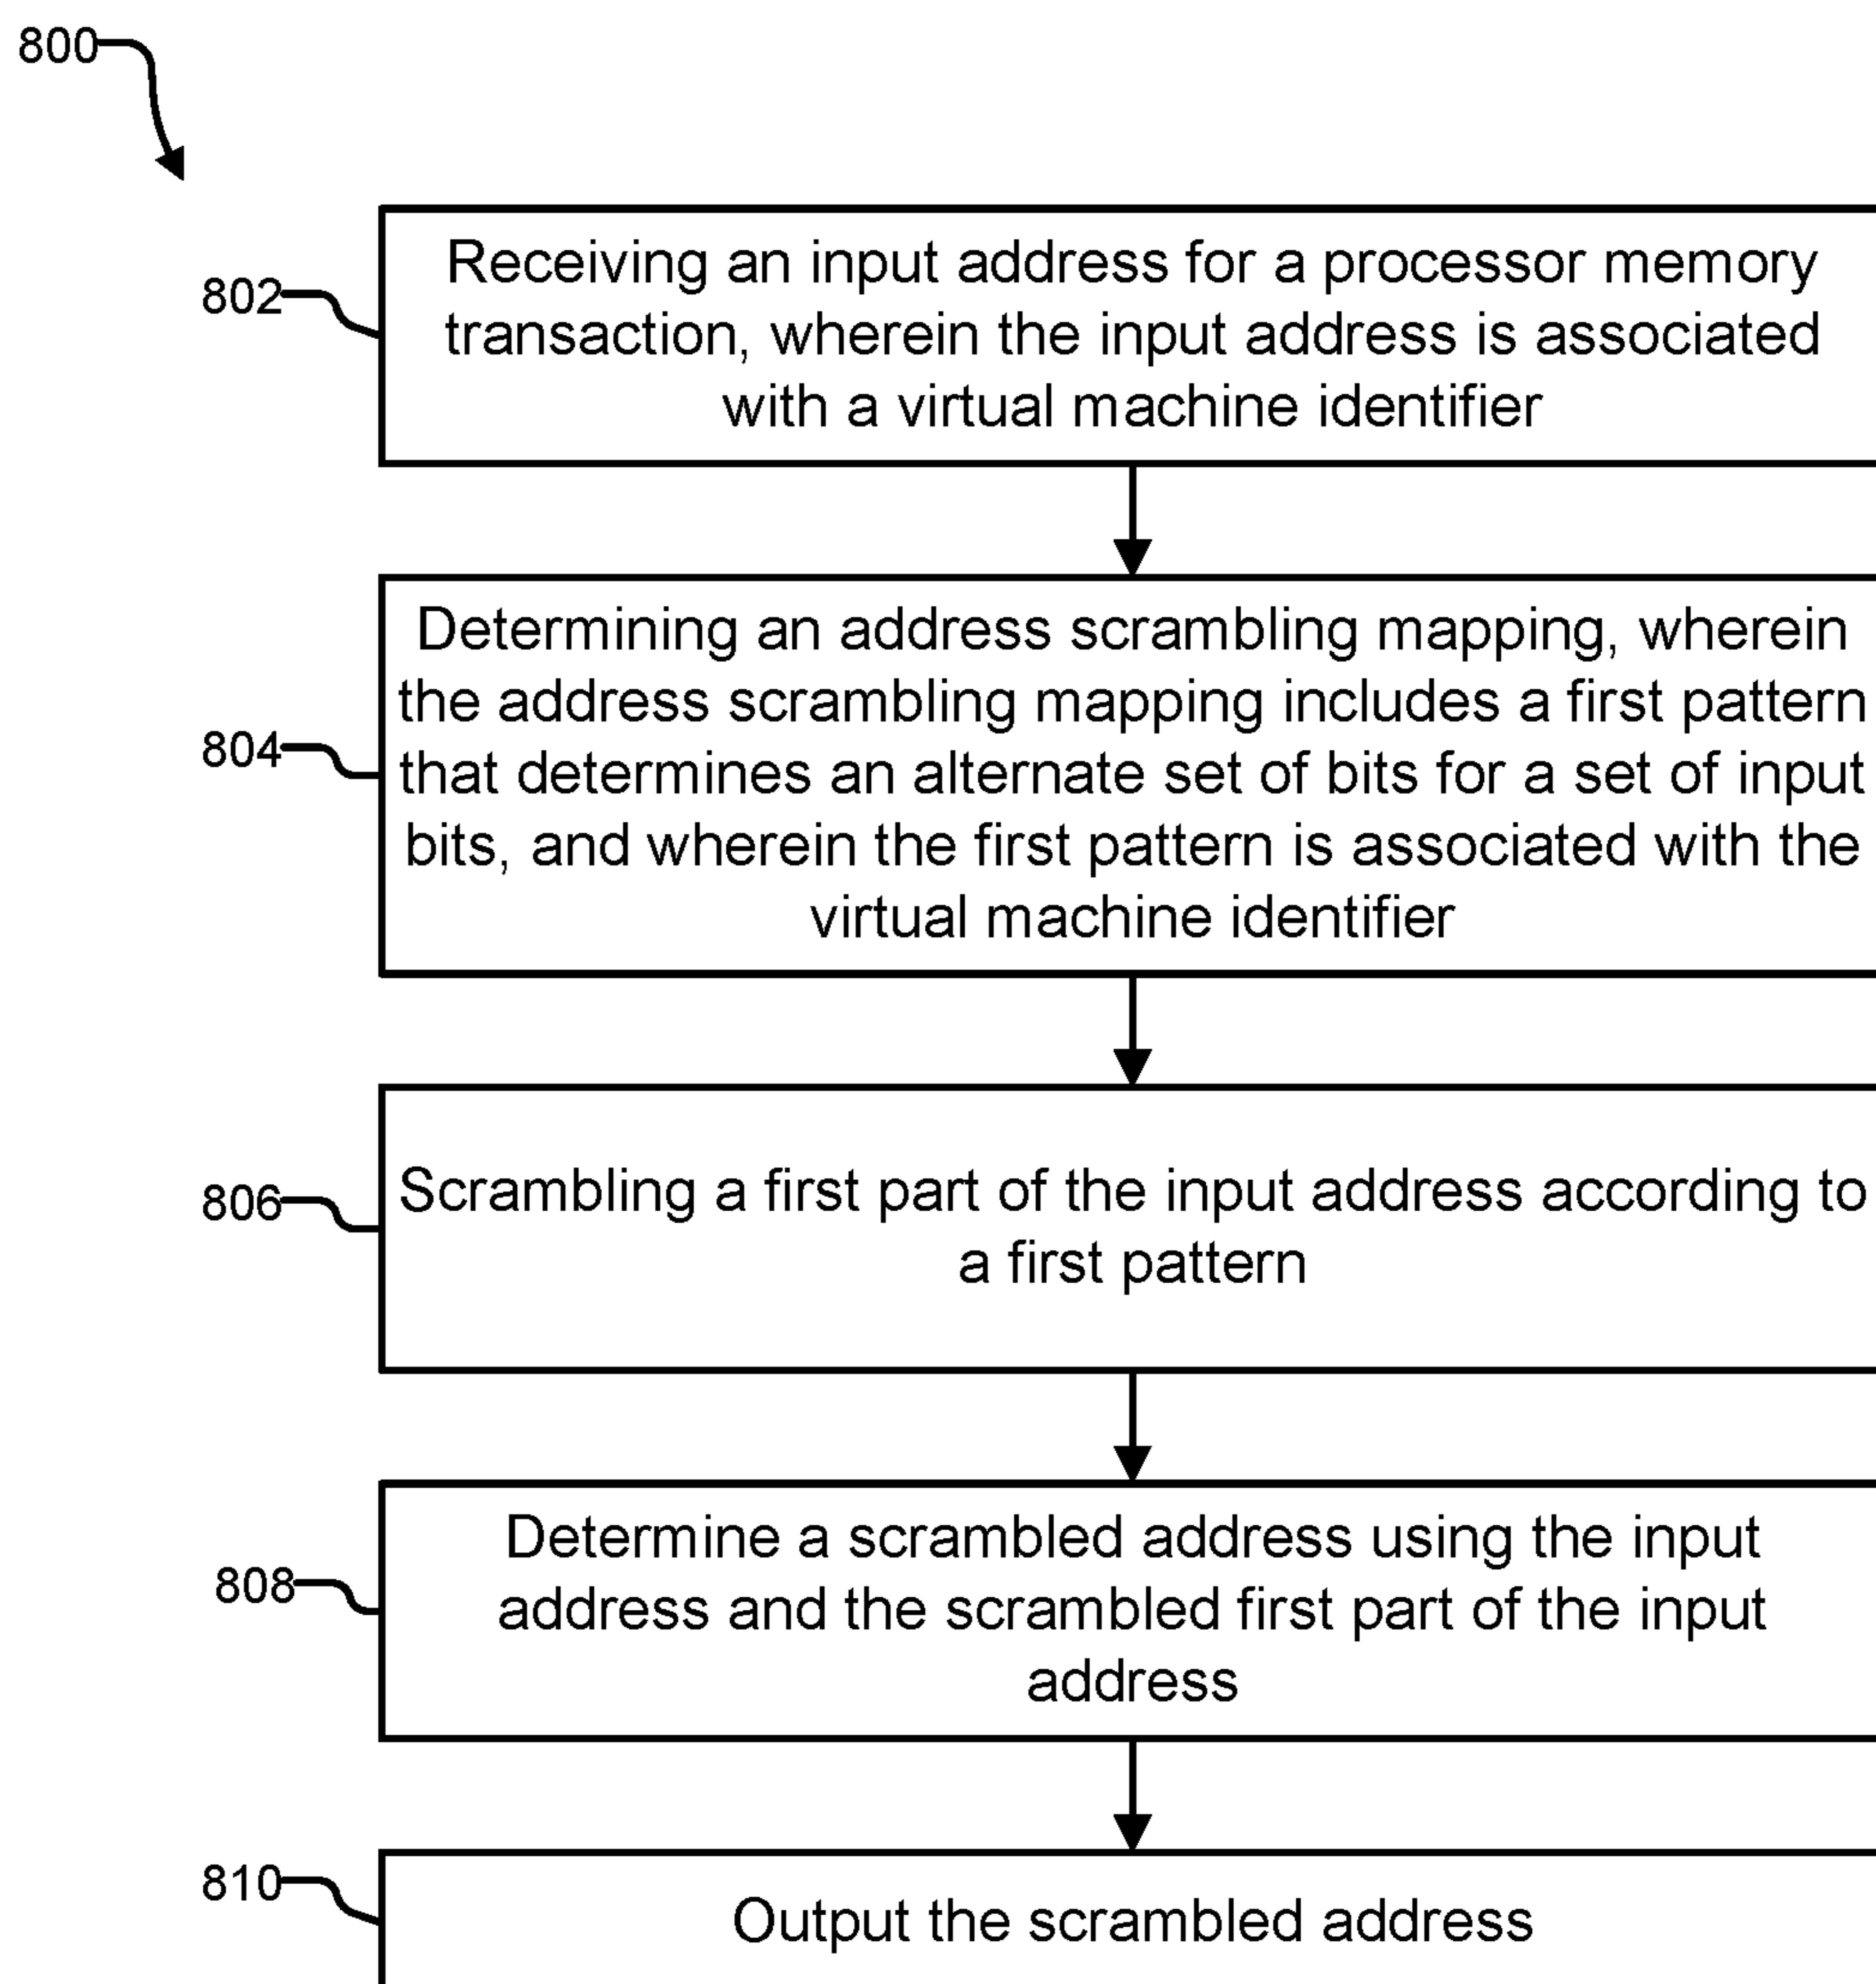 800
802
Receiving an input address for a processor memory
transaction, wherein the input address is associated
with a virtual machine identifier
804
Determining an address scrambling mapping, wherein
the address scrambling mapping includes a first pattern
that determines an alternate set of bits for a set of input
bits, and wherein the first pattern is associated with the
virtual machine identifier
806
Scrambling a first part of the input address according to
a first pattern
808
Determine a scrambled address using the input
address and the scrambled first part of the input
address
810
Output the scrambled address